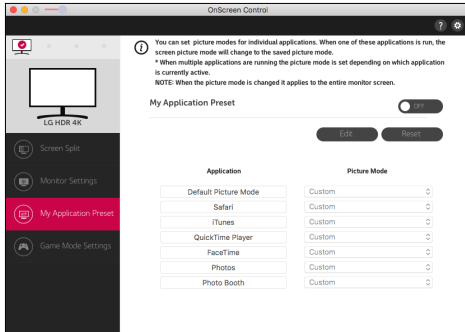 OnScreen Control
?
You can set picture modes for individual applications. When one of these applications is run, the
screen picture mode will change to the saved picture mode.
* When multiple applications are running the picture mode is set depending on which application
is currently active.
NOTE: When the picture mode is changed it applies to the entire monitor screen.
LG HDR 4K
My Application Preset
OFF
Edit Reset
Screen Split
Monitor Settings
My Application Preset
Game Mode Settings
Application Picture Mode
Default Picture Mode Custom
Safari Custom
iTunes Custom
QuickTime Player Custom
FaceTime Custom
Photos Custom
Photo Booth Custom